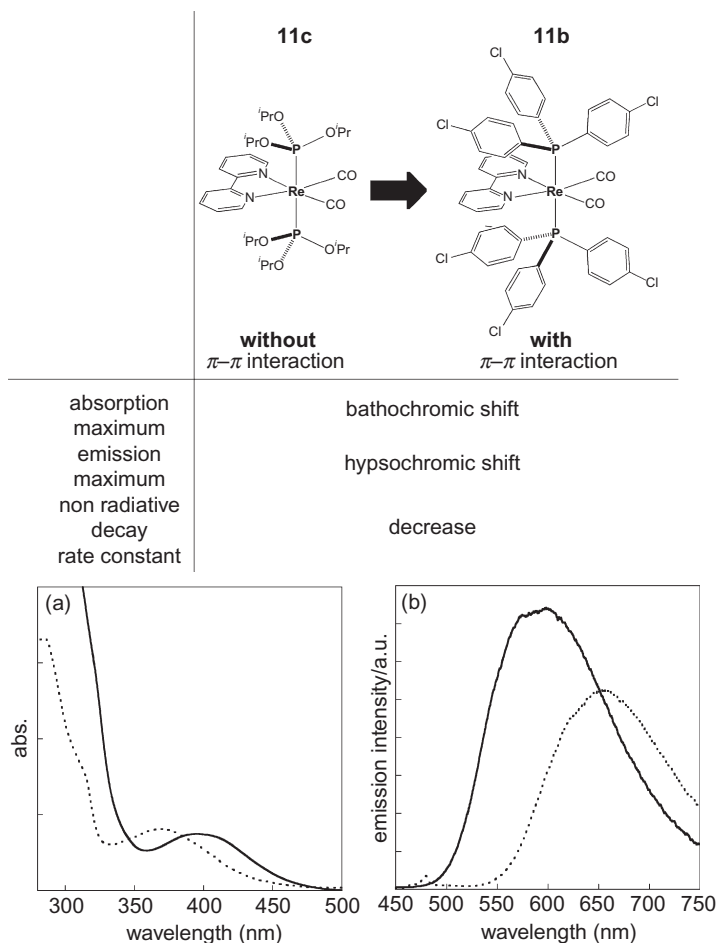 11c
11b
ⁱPrO
ⁱPrO
OⁱPr
P
N
N
Re
CO
CO
P
ⁱPrO
ⁱPrO
OⁱPr
Cl
Cl
Cl
P
N
N
Re
CO
CO
P
Cl
Cl
Cl
without
π–π interaction
with
π–π interaction
absorption
maximum
bathochromic shift
emission
maximum
hypsochromic shift
non radiative
decay
rate constant
decrease
(a)
abs.
300 350 400 450 500
wavelength (nm)
(b)
emission intensity/a.u.
450 500 550 600 650 700 750
wavelength (nm)